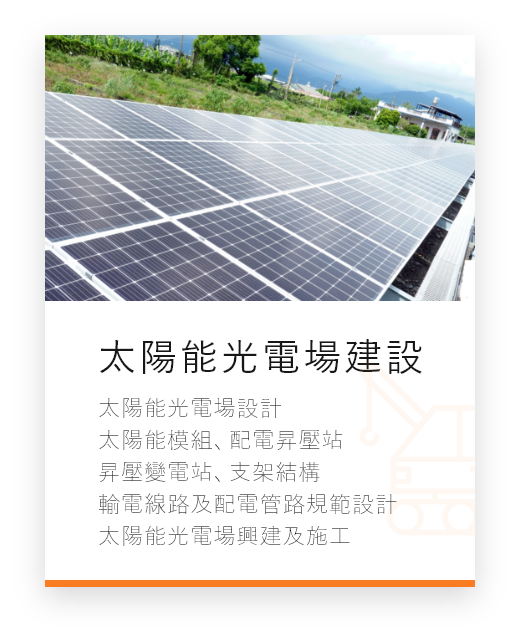 太陽能光電場建設
太陽能光電場設計
太陽能模組、配電昇壓站
昇壓變電站、支架結構
輸電線路及配電管路規範設計
太陽能光電場興建及施工